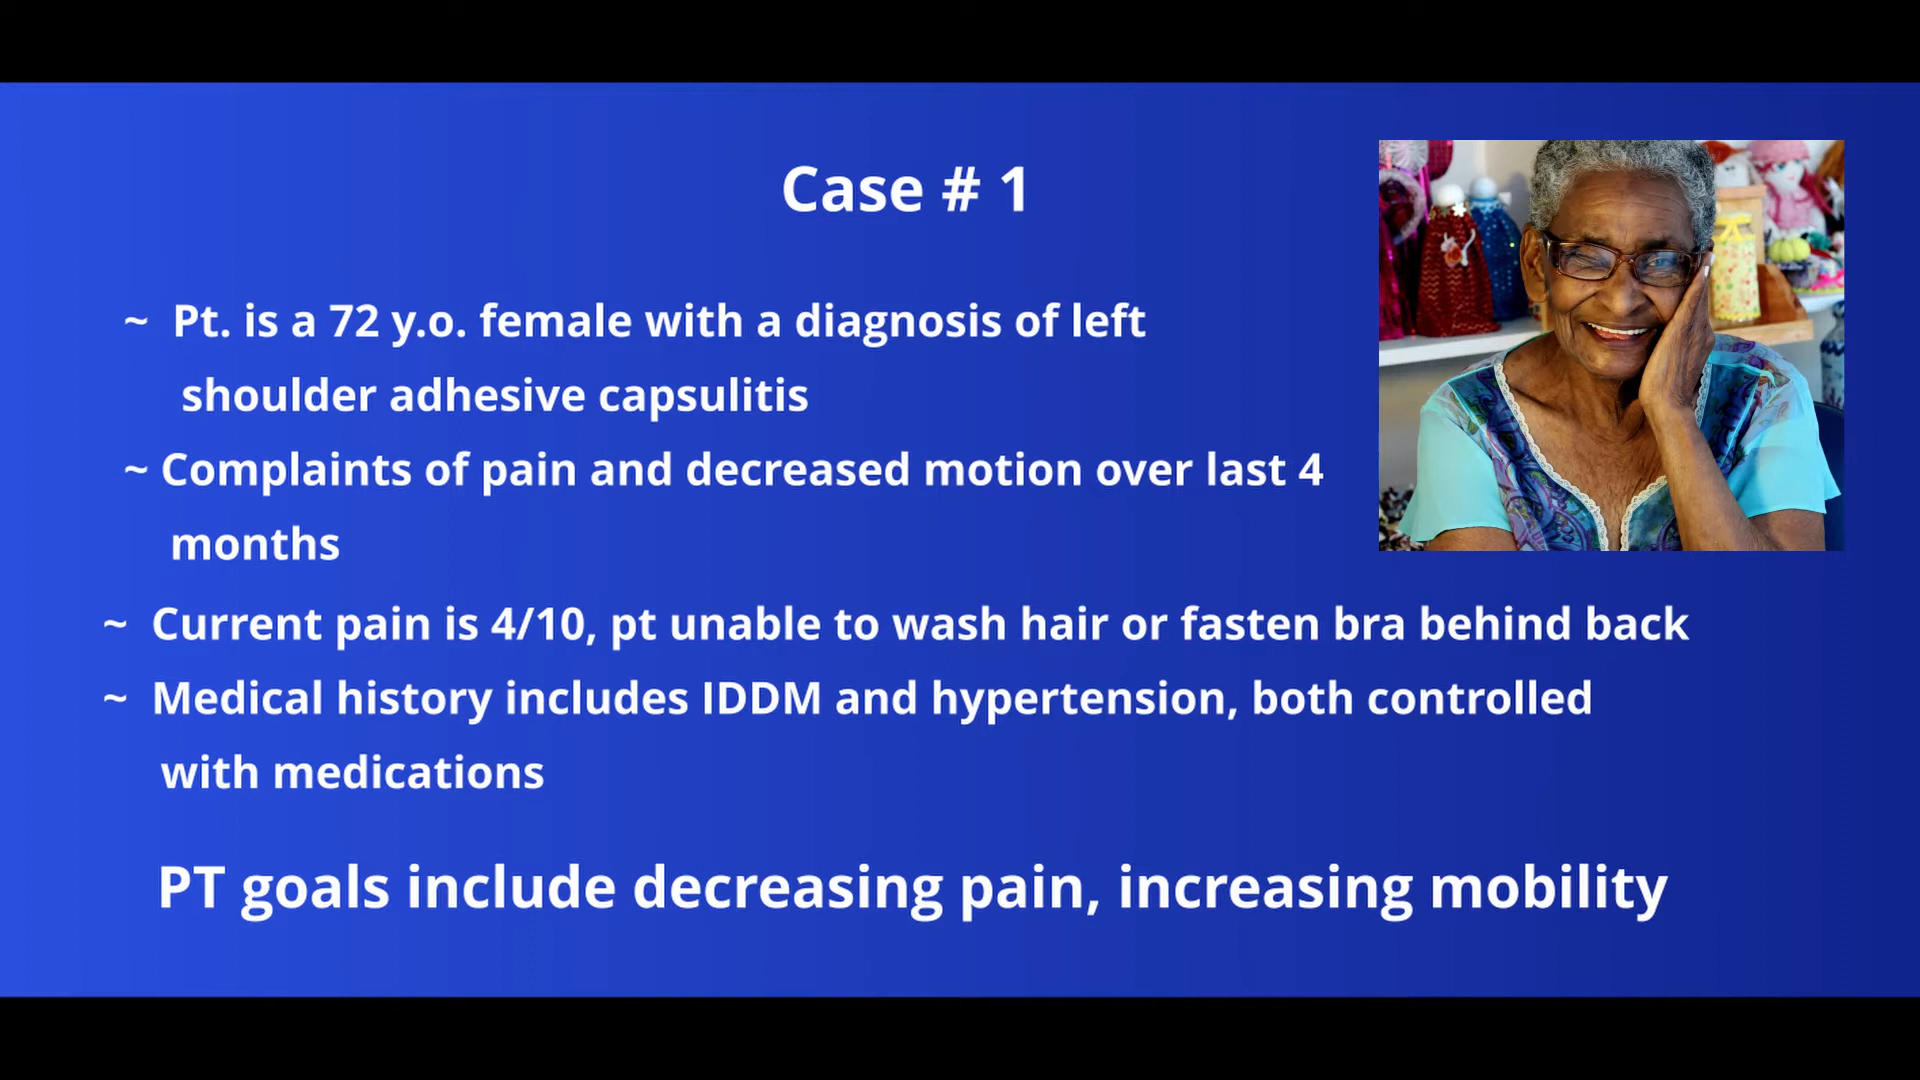 Case # 1
~ Pt. is a 72 y.o. female with a diagnosis of left
shoulder adhesive capsulitis
~ Complaints of pain and decreased motion over last 4
months
~ Current pain is 4/10, pt unable to wash hair or fasten bra behind back
~ Medical history includes IDDM and hypertension, both controlled
with medications
PT goals include decreasing pain, increasing mobility